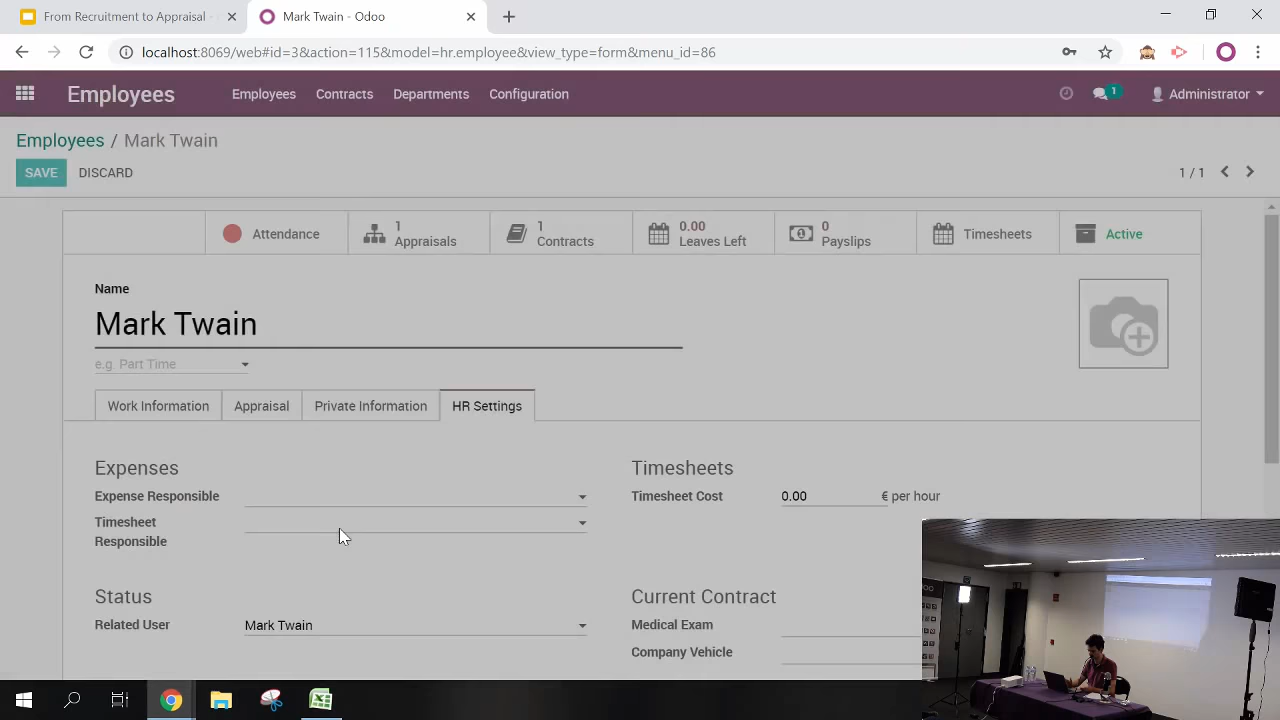 From Recruitment to Appraisal -
Mark Twain - Odoo
localhost:8069/web#id=3&action=115&model=hr.employee&view_type=form&menu_id=86
Employees
Employees
Contracts
Departments
Configuration
1
Administrator
Employees / Mark Twain
SAVE
DISCARD
1 / 1
Attendance
1
Appraisals
1
Contracts
0.00
Leaves Left
0
Payslips
Timesheets
Active
Name
Mark Twain
e.g. Part Time
Work Information
Appraisal
Private Information
HR Settings
Expenses
Expense Responsible
Timesheet
Responsible
Timesheets
Timesheet Cost
0.00
€ per hour
Status
Related User
Mark Twain
Current Contract
Medical Exam
Company Vehicle